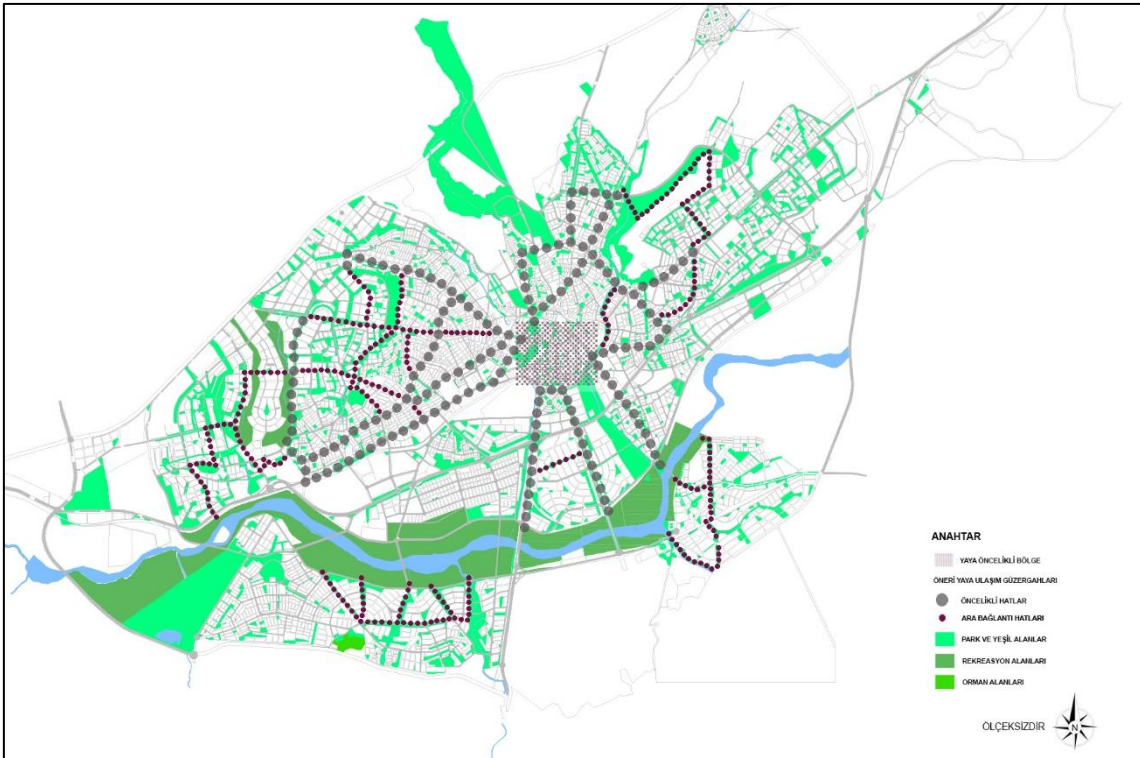 ANAHTAR
YAYA ÖNCELİKLİ BÖLGE
ÖNERİ YAYA ULAŞIM GÜZERGAHLARI
ÖNCELİKLİ HATLAR
ARA BAĞLANTI HATLARI
PARK VE YEŞİL ALANLAR
REKREASYON ALANLARI
ORMAN ALANLARI
ÖLÇEKSİZDİR
N